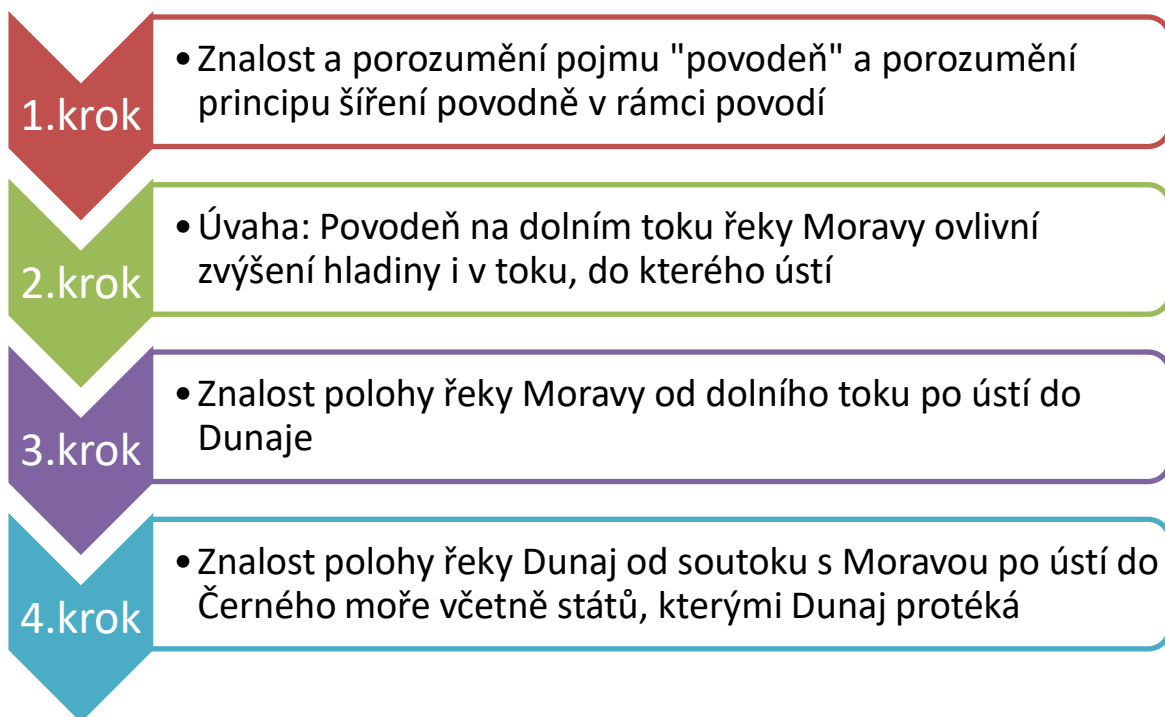 1.krok
• Znalost a porozumění pojmu "povodeň" a porozumění
principu šíření povodně v rámci povodí
2.krok
• Úvaha: Povodeň na dolním toku řeky Moravy ovlivní
zvýšení hladiny i v toku, do kterého ústí
3.krok
• Znalost polohy řeky Moravy od dolního toku po ústí do
Dunaje
4.krok
• Znalost polohy řeky Dunaj od soutoku s Moravou po ústí do
Černého moře včetně států, kterými Dunaj protéká